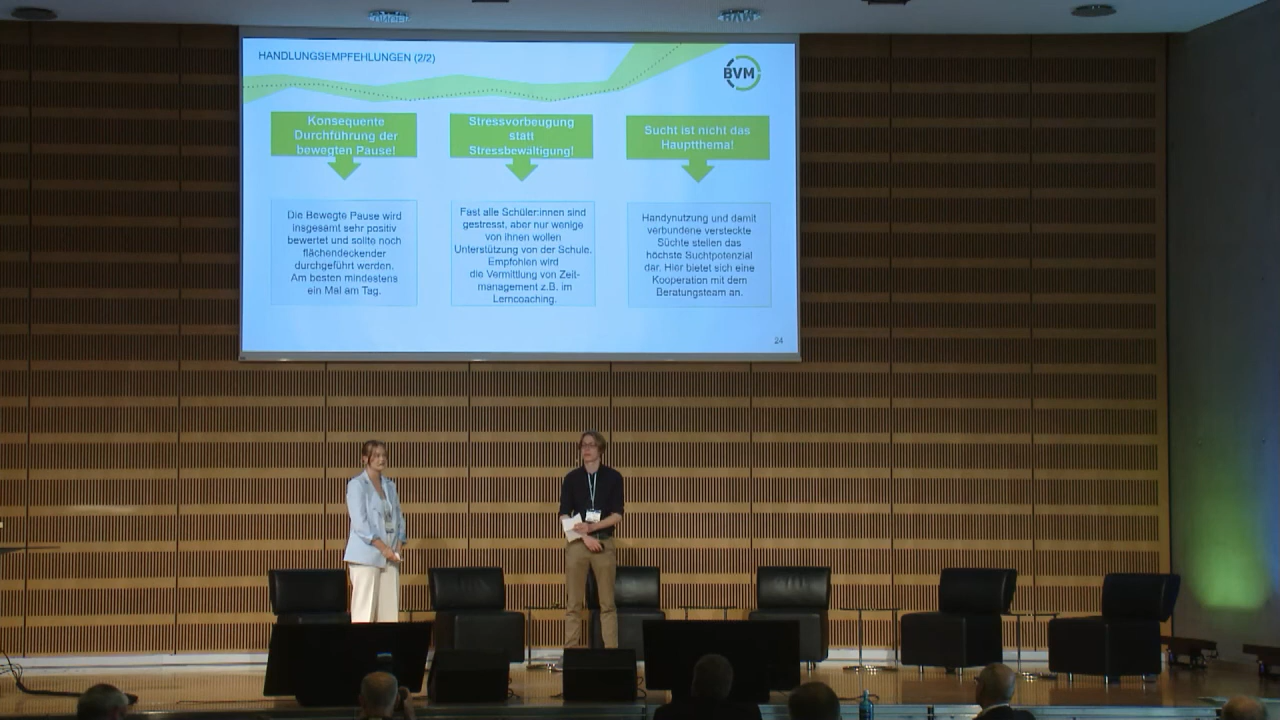 HANDLUNGSEMPFEHLUNGEN (2/2)
BVM
Konsequente
Durchführung der
bewegten Pause!
Stressvorbeugung
statt
Stressbewältigung!
Sucht ist nicht das
Hauptthema!
Die Bewegte Pause wird
insgesamt sehr positiv
bewertet und sollte noch
flächendeckender
durchgeführt werden.
Am besten mindestens
ein Mal am Tag.
Fast alle Schüler:innen sind
gestresst, aber nur wenige
von ihnen wollen
Unterstützung von der Schule.
Empfohlen wird
die Vermittlung von Zeit-
management z.B. im
Lerncoaching.
Handynutzung und damit
verbundene versteckte
Süchte stellen das
höchste Suchtpotenzial
dar. Hier bietet sich eine
Kooperation mit dem
Beratungsteam an.
24